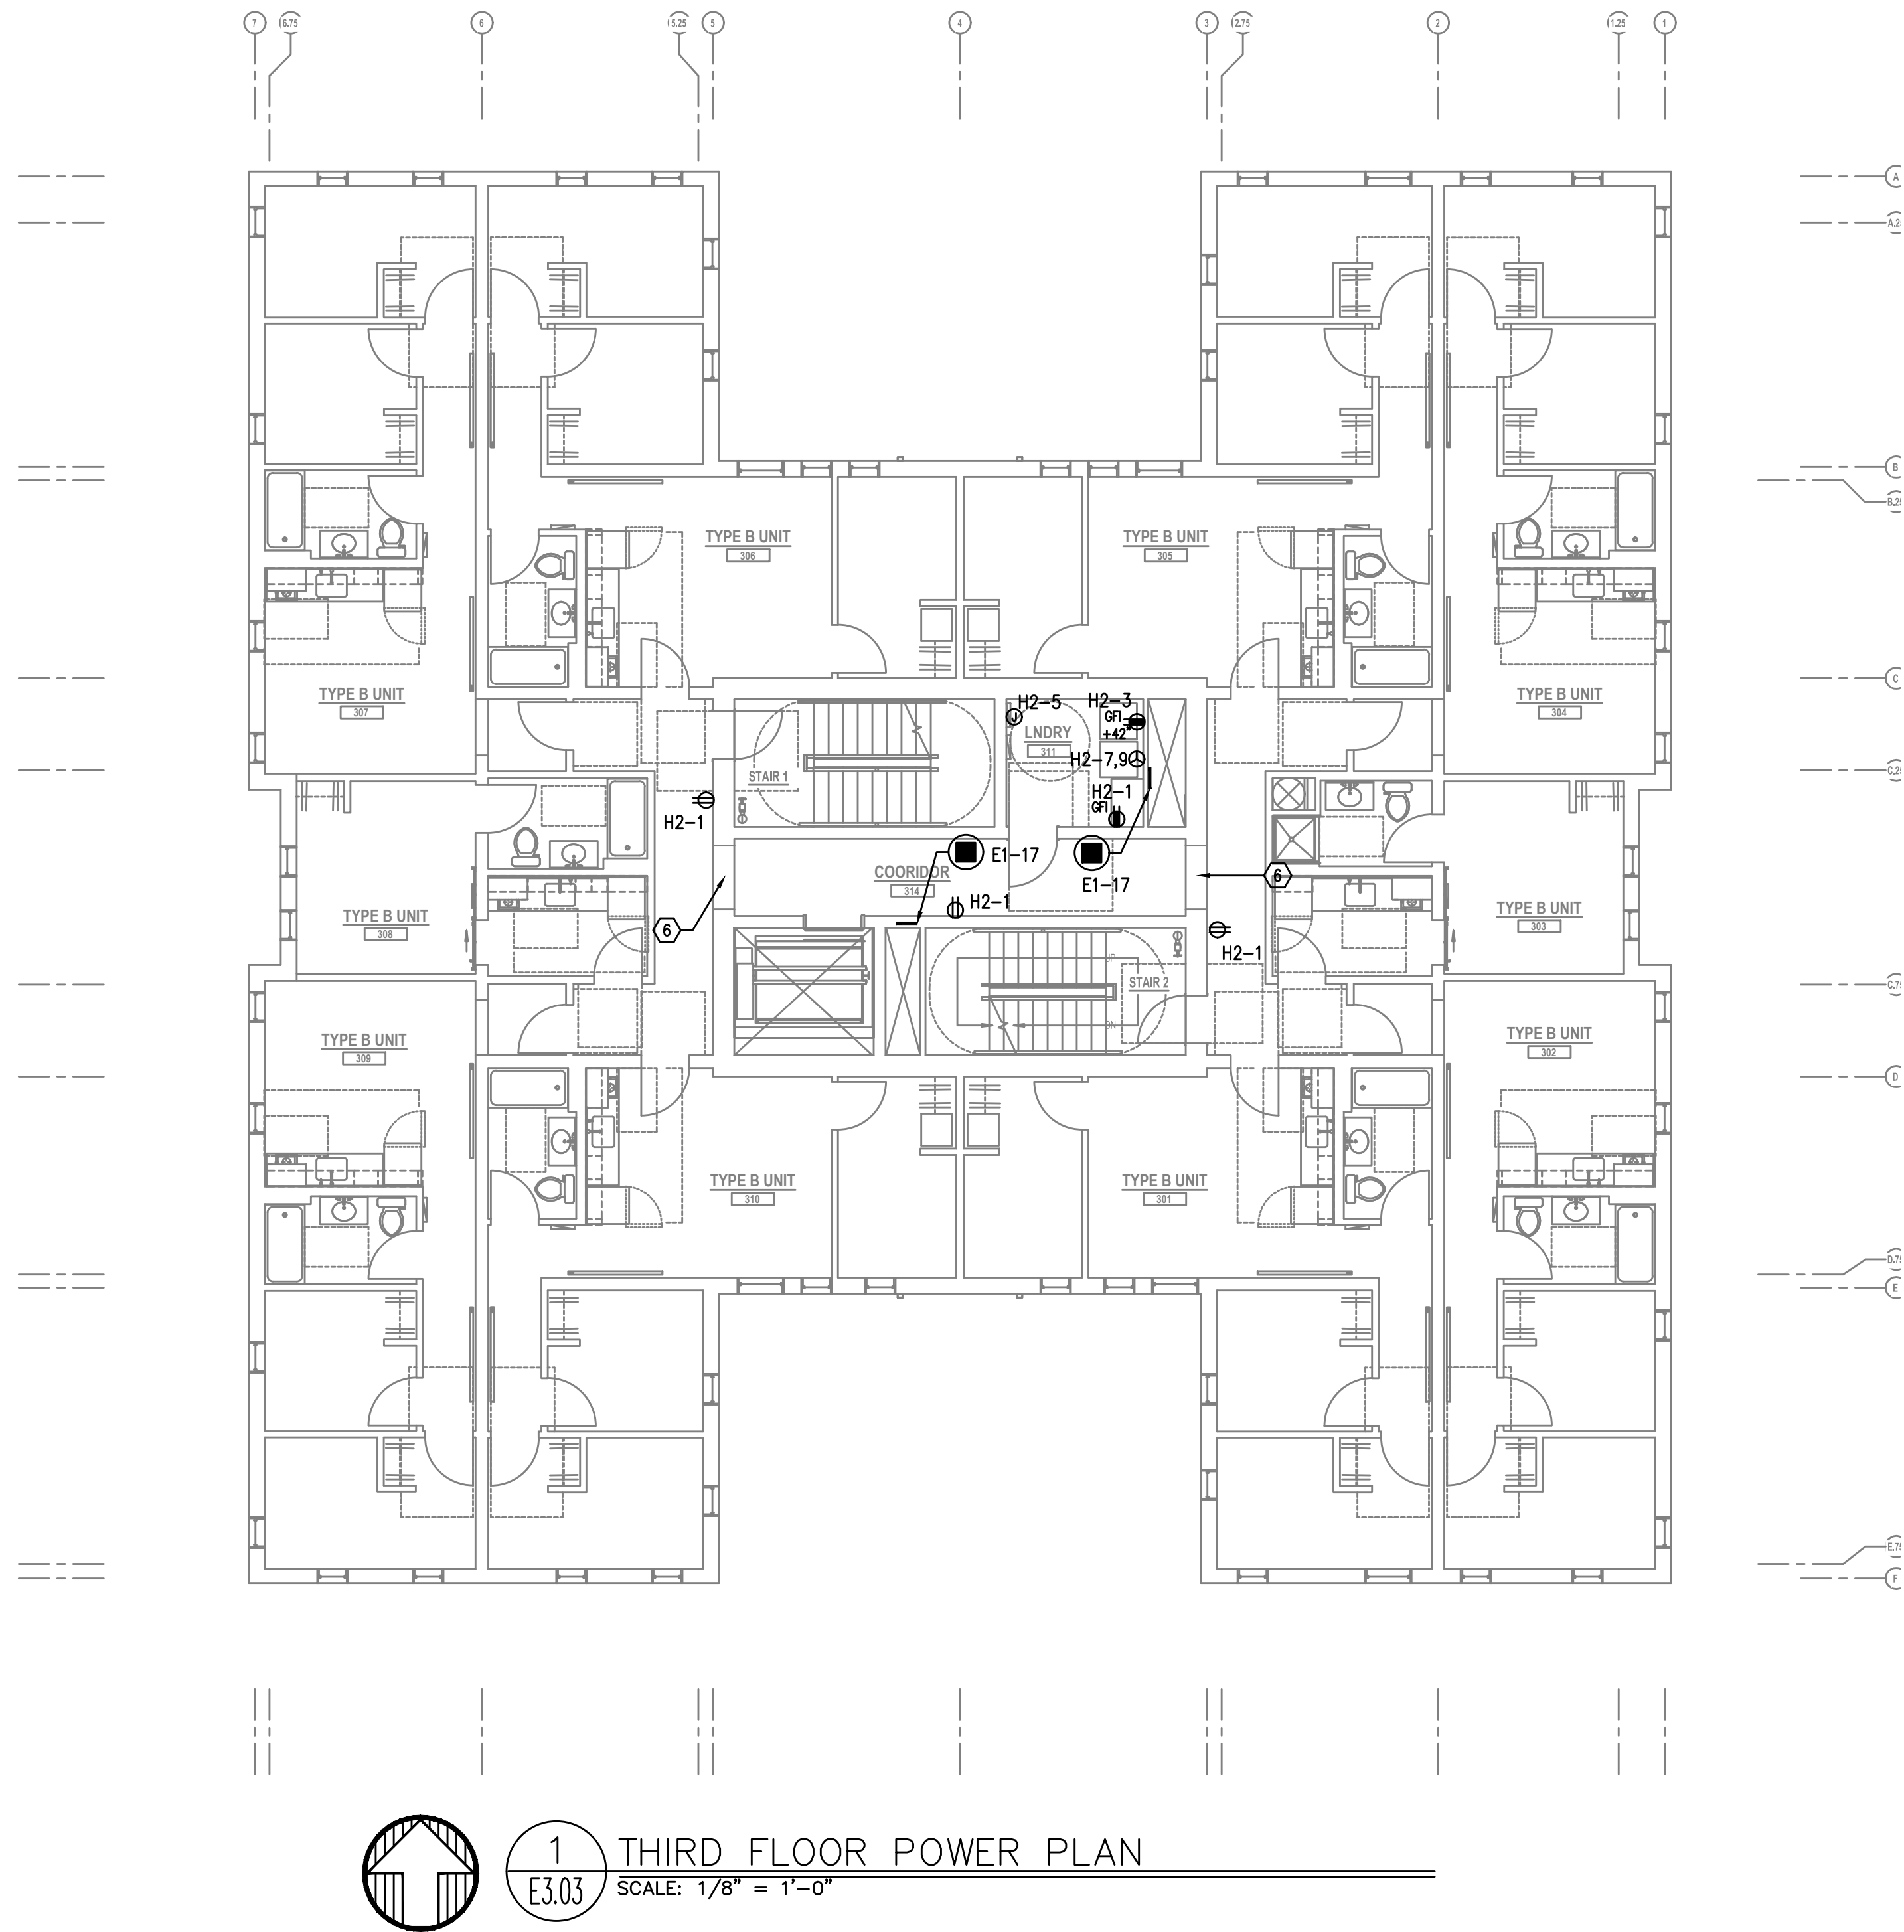 7
6.75
6
5.25
5
4
3
2.75
2
1.25
1
A
A.2
B
B.25
TYPE B UNIT
306
TYPE B UNIT
305
C
TYPE B UNIT
307
TYPE B UNIT
304
H2-5
H2-3
GFI
+42"
LNDRY
311
H2-7,9
C.25
STAIR 1
H2-1
GFI
H2-1
E1-17
E1-17
COORIDOR
314
6
H2-1
TYPE B UNIT
308
TYPE B UNIT
303
6
H2-1
UP
STAIR 2
C.75
DN
TYPE B UNIT
309
TYPE B UNIT
302
D
TYPE B UNIT
310
TYPE B UNIT
301
D.75
E
E.75
F
1
E3.03
THIRD FLOOR POWER PLAN
SCALE: 1/8" = 1'-0"